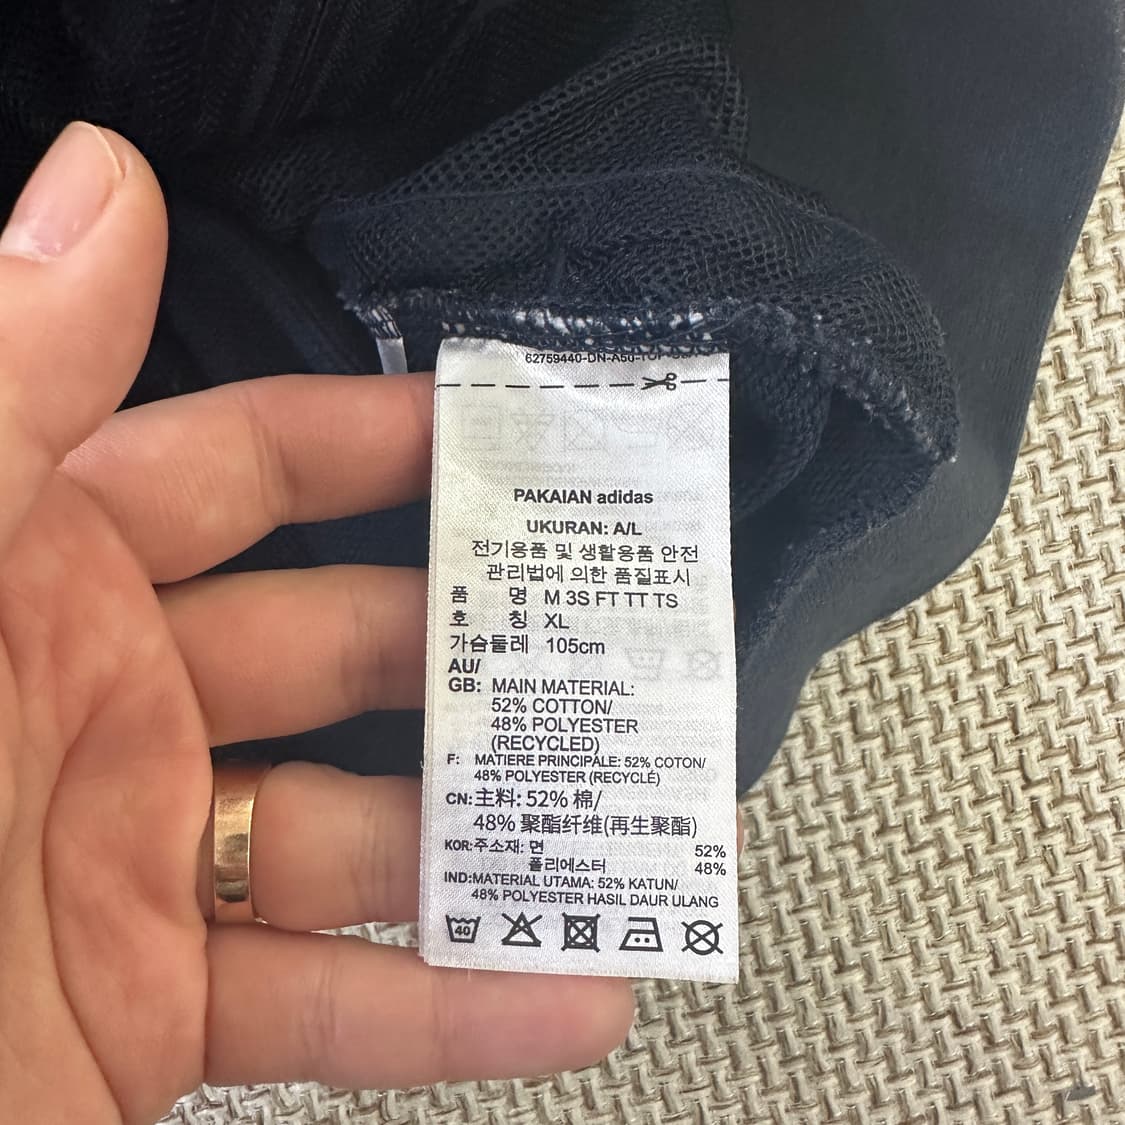 62759440-DN-A50-TOP
PAKAIAN adidas
UKURAN: A/L
전기용품 및 생활용품 안전
관리법에 의한 품질표시
품 명 M 3S FT TT TS
호 칭 XL
가슴둘레 105cm
AU/
GB: MAIN MATERIAL:
52% COTTON/
48% POLYESTER
(RECYCLED)
F: MATIERE PRINCIPALE: 52% COTON/
48% POLYESTER (RECYCLÉ)
CN:主料: 52% 棉/
48% 聚酯纤维(再生聚酯)
KOR:주소재: 면 52%
폴리에스터 48%
IND:MATERIAL UTAMA: 52% KATUN/
48% POLYESTER HASIL DAUR ULANG
40